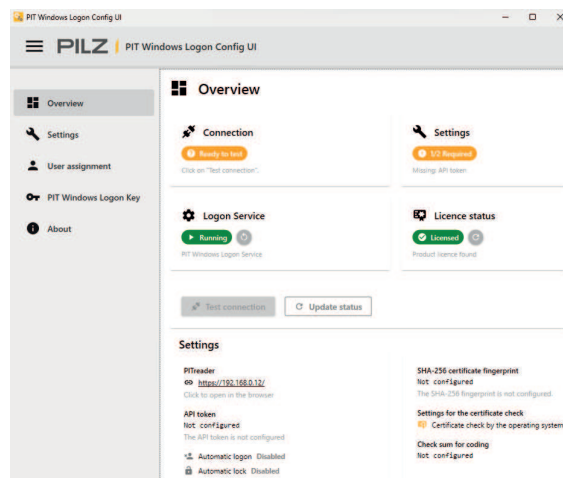 PIT Windows Logon Config UI
PILZ PIT Windows Logon Config UI
Overview
Settings
User assignment
PIT Windows Logon Key
About
Overview
Connection
Ready to test
Click on "Test connection".
Settings
1/2 Required
Missing: API token
Logon Service
Running
PIT Windows Logon Service
Licence status
Licensed
Product licence found
Test connection
Update status
Settings
PITreader
https://192.168.0.12/
Click to open in the browser
API token
Not configured
The API token is not configured
Automatic logon Disabled
Automatic lock Disabled
SHA-256 certificate fingerprint
Not configured
The SHA-256 fingerprint is not configured.
Settings for the certificate check
Certificate check by the operating system
Check sum for coding
Not configured